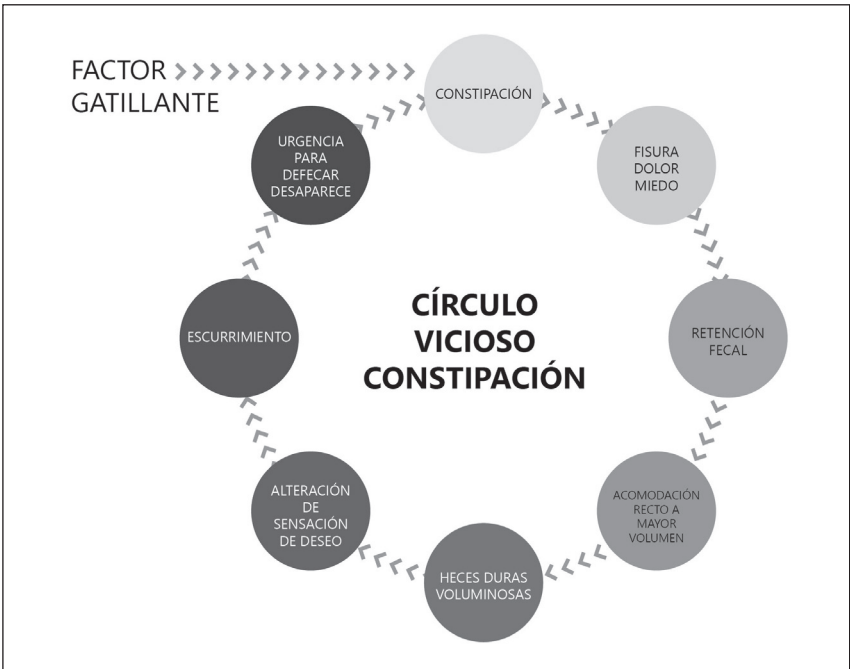 FACTOR
GATILLANTE
CONSTIPACIÓN
FISURA
DOLOR
MIEDO
RETENCIÓN
FECAL
ACOMODACIÓN
RECTO A
MAYOR
VOLUMEN
HECES DURAS
VOLUMINOSAS
ALTERACIÓN
DE
SENSACIÓN
DE DESEO
ESCURRIMIENTO
URGENCIA
PARA
DEFECAR
DESAPARECE
CÍRCULO
VICIOSO
CONSTIPACIÓN